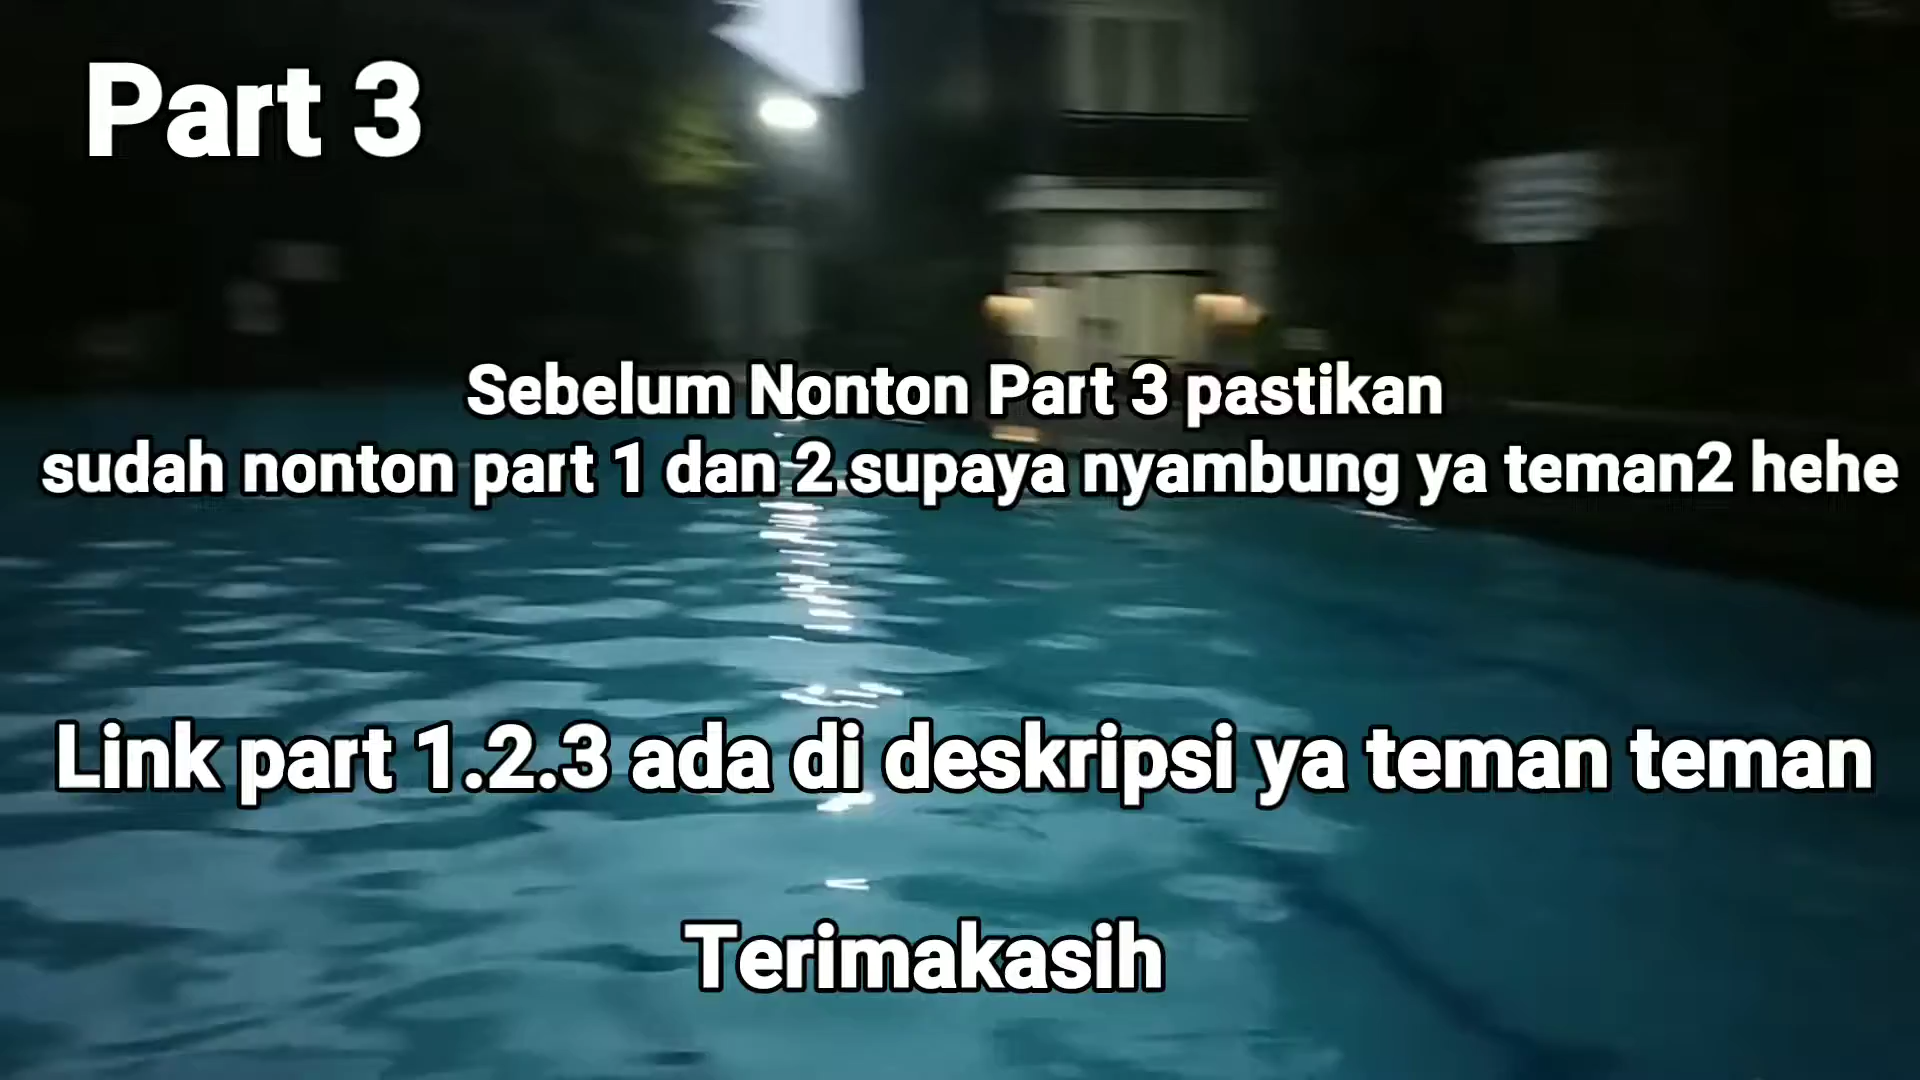 Part 3
Sebelum Nonton Part 3 pastikan
sudah nonton part 1 dan 2 supaya nyambung ya teman2 hehe
Link part 1.2.3 ada di deskripsi ya teman teman
Terimakasih